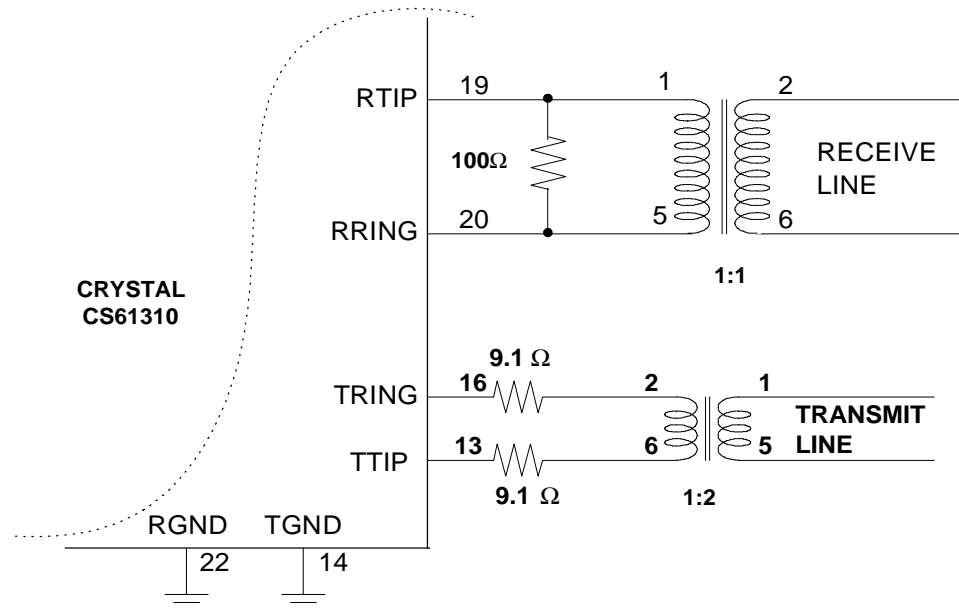 RTIP 19 1 2
100Ω
RECEIVE
LINE
RRING 20 5 6
1:1
CRYSTAL
CS61310
9.1 Ω
TRING 16 2 1
TRANSMIT
LINE
TTIP 13 6 5
9.1 Ω
1:2
RGND TGND
22 14